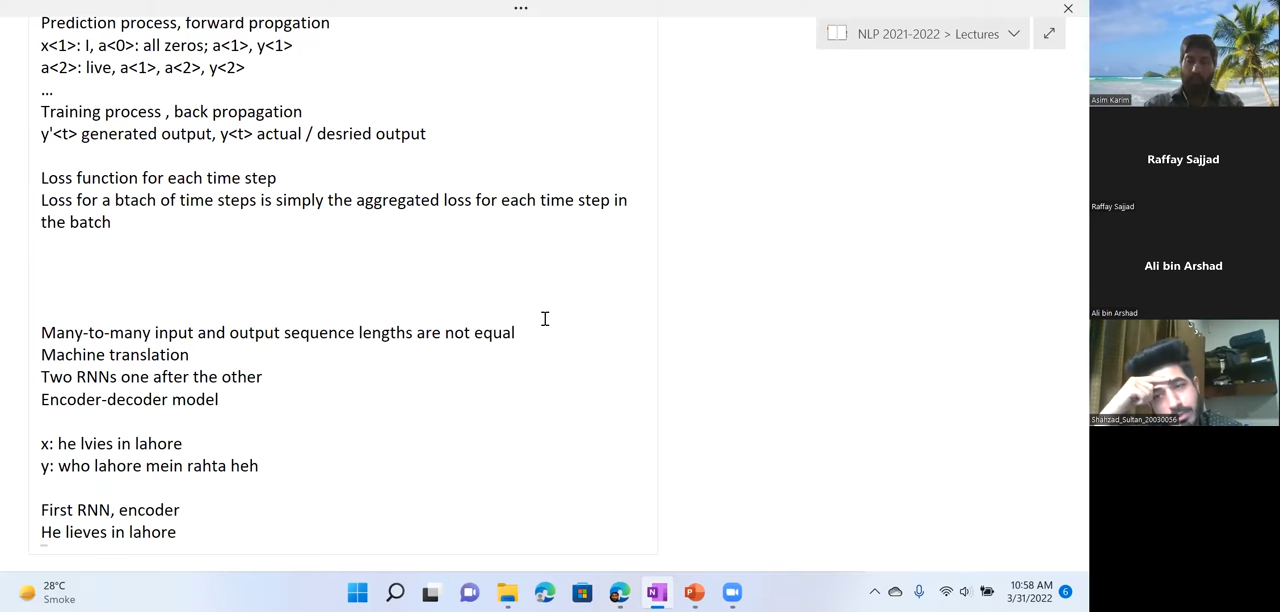 Prediction process, forward propgation
x<1>: I, a<0>: all zeros; a<1>, y<1>
a<2>: live, a<1>, a<2>, y<2>
...
Training process , back propagation
y'<t> generated output, y<t> actual / desried output
Loss function for each time step
Loss for a btach of time steps is simply the aggregated loss for each time step in
the batch
Many-to-many input and output sequence lengths are not equal
Machine translation
Two RNNs one after the other
Encoder-decoder model
x: he lvies in lahore
y: who lahore mein rahta heh
First RNN, encoder
He lieves in lahore
NLP 2021-2022 > Lectures
Asim Karim
Raffay Sajjad
Raffay Sajjad
Ali bin Arshad
Ali bin Arshad
Shahzad_Sultan_20030056
28°C
Smoke
10:58 AM
3/31/2022
6